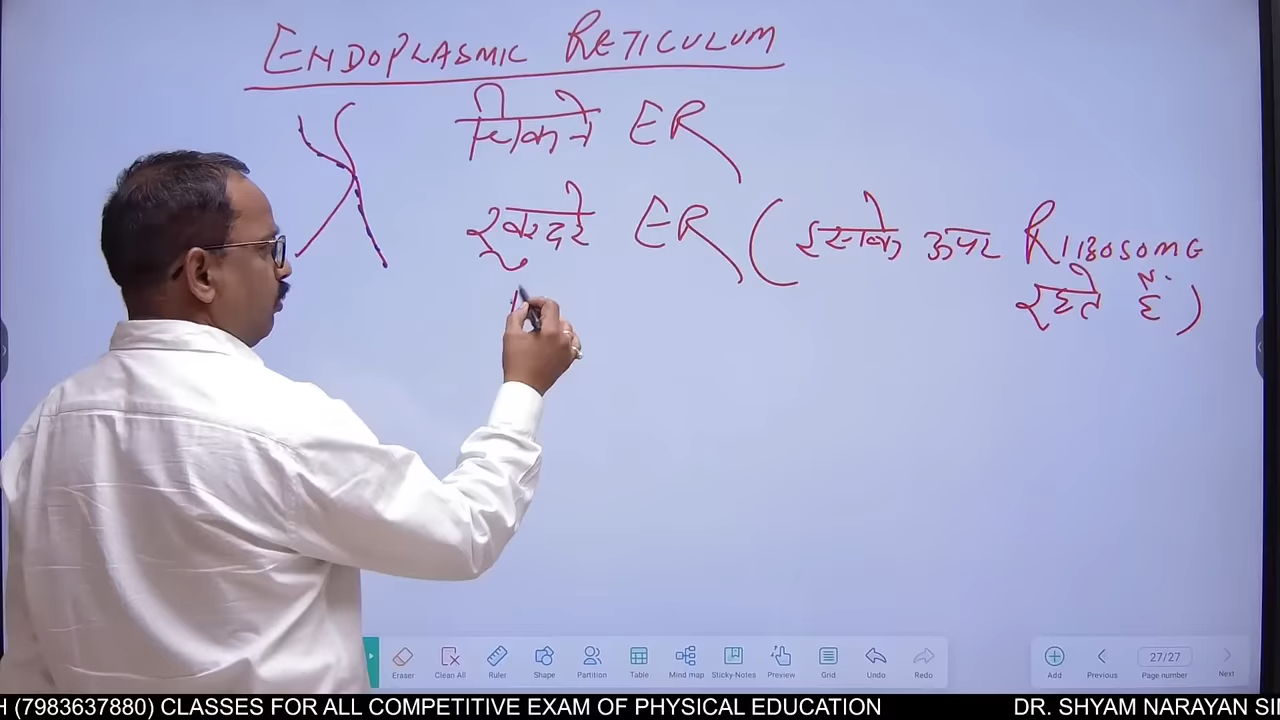 ENDOPLASMIC RETICULUM
चिकने ER
खुरदरे ER (इसके ऊपर RIBOSOME
रहते हैं)
Eraser Clean All Ruler Shape Partition Table Mind map Sticky-Notes Preview Grid Undo Redo
Add Previous 27/27 Page number Next
H (7983637880) CLASSES FOR ALL COMPETITIVE EXAM OF PHYSICAL EDUCATION DR. SHYAM NARAYAN SI